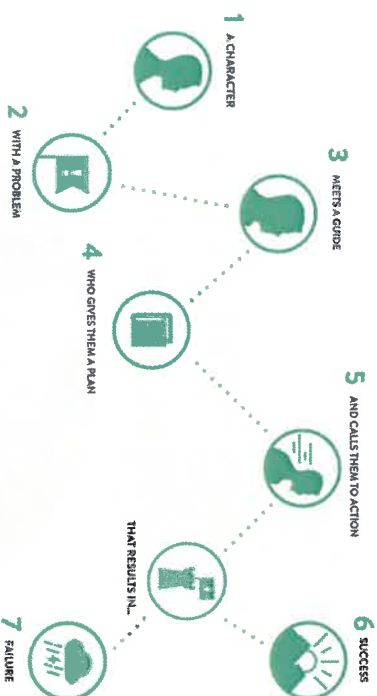 1 A CHARACTER
2 WITH A PROBLEM
3 MEETS A GUIDE
4 WHO GIVES THEM A PLAN
5 AND CALLS THEM TO ACTION
THAT RESULTS IN...
6 SUCCESS
7 FAILURE